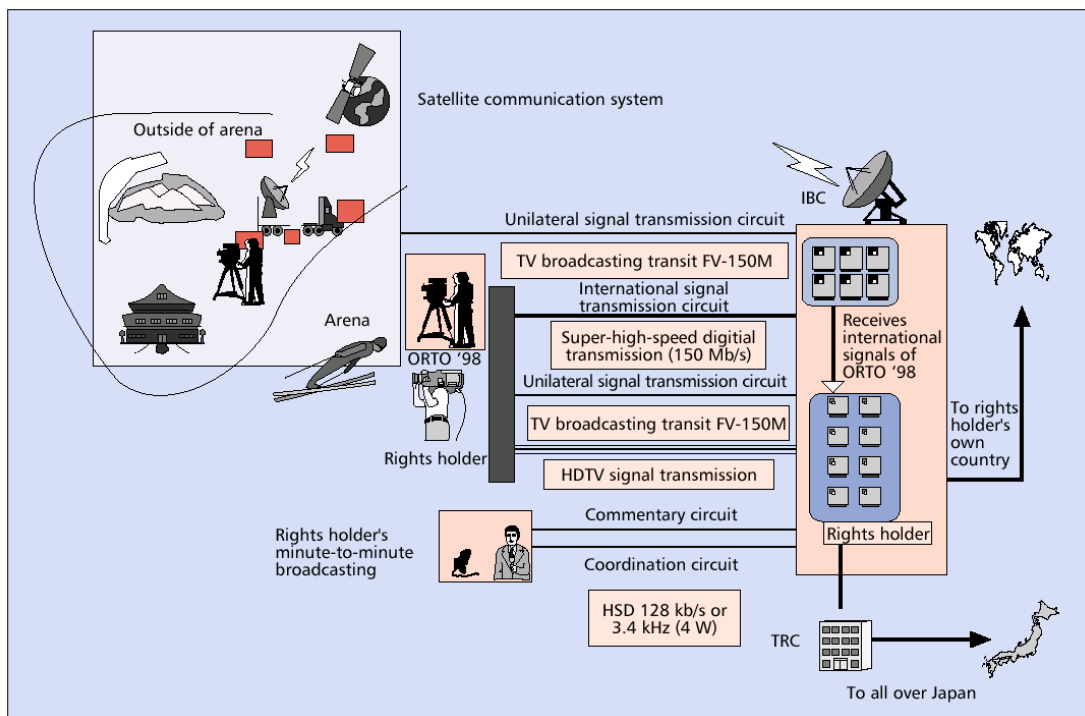 Satellite communication system
Outside of arena
IBC
Unilateral signal transmission circuit
TV broadcasting transit FV-150M
International signal
transmission circuit
Arena
ORTO ‘98
Super-high-speed digitial
transmission (150 Mb/s)
Receives
international
signals of
ORTO ‘98
Unilateral signal transmission circuit
TV broadcasting transit FV-150M
To rights
holder's
own
country
Rights holder
HDTV signal transmission
Commentary circuit
Rights holder's
minute-to-minute
broadcasting
Rights holder
Coordination circuit
HSD 128 kb/s or
3.4 kHz (4 W)
TRC
To all over Japan